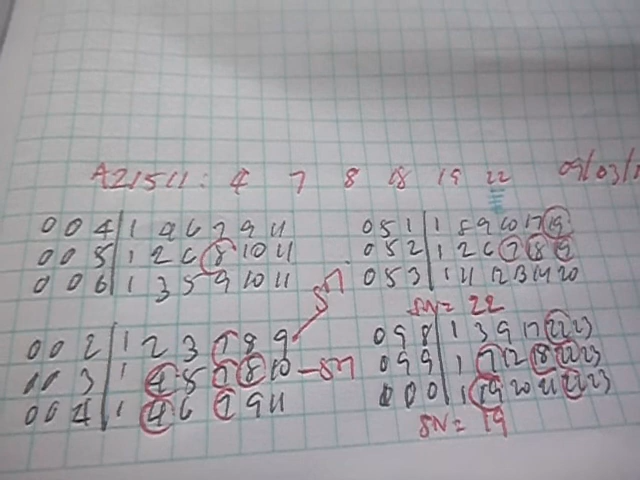 A21511: 4 7 8 18 19 22 09/03/
0 0 4 | 1 4 6 7 9 11
0 0 5 | 1 2 6 8 10 11
0 0 6 | 1 3 5 9 10 11
0 5 1 | 1 8 9 10 17 19
0 5 2 | 1 2 6 7 8 9
0 5 3 | 1 11 12 13 14 20
SN= 22
0 0 2 | 1 2 3 7 8 9
0 0 3 | 1 4 5 7 8 10 - SN
0 0 4 | 1 4 6 7 9 11
0 9 8 | 1 3 9 17 22 23
0 9 9 | 1 7 12 18 22 23
0 0 0 | 1 19 20 21 22 23
SN= 19